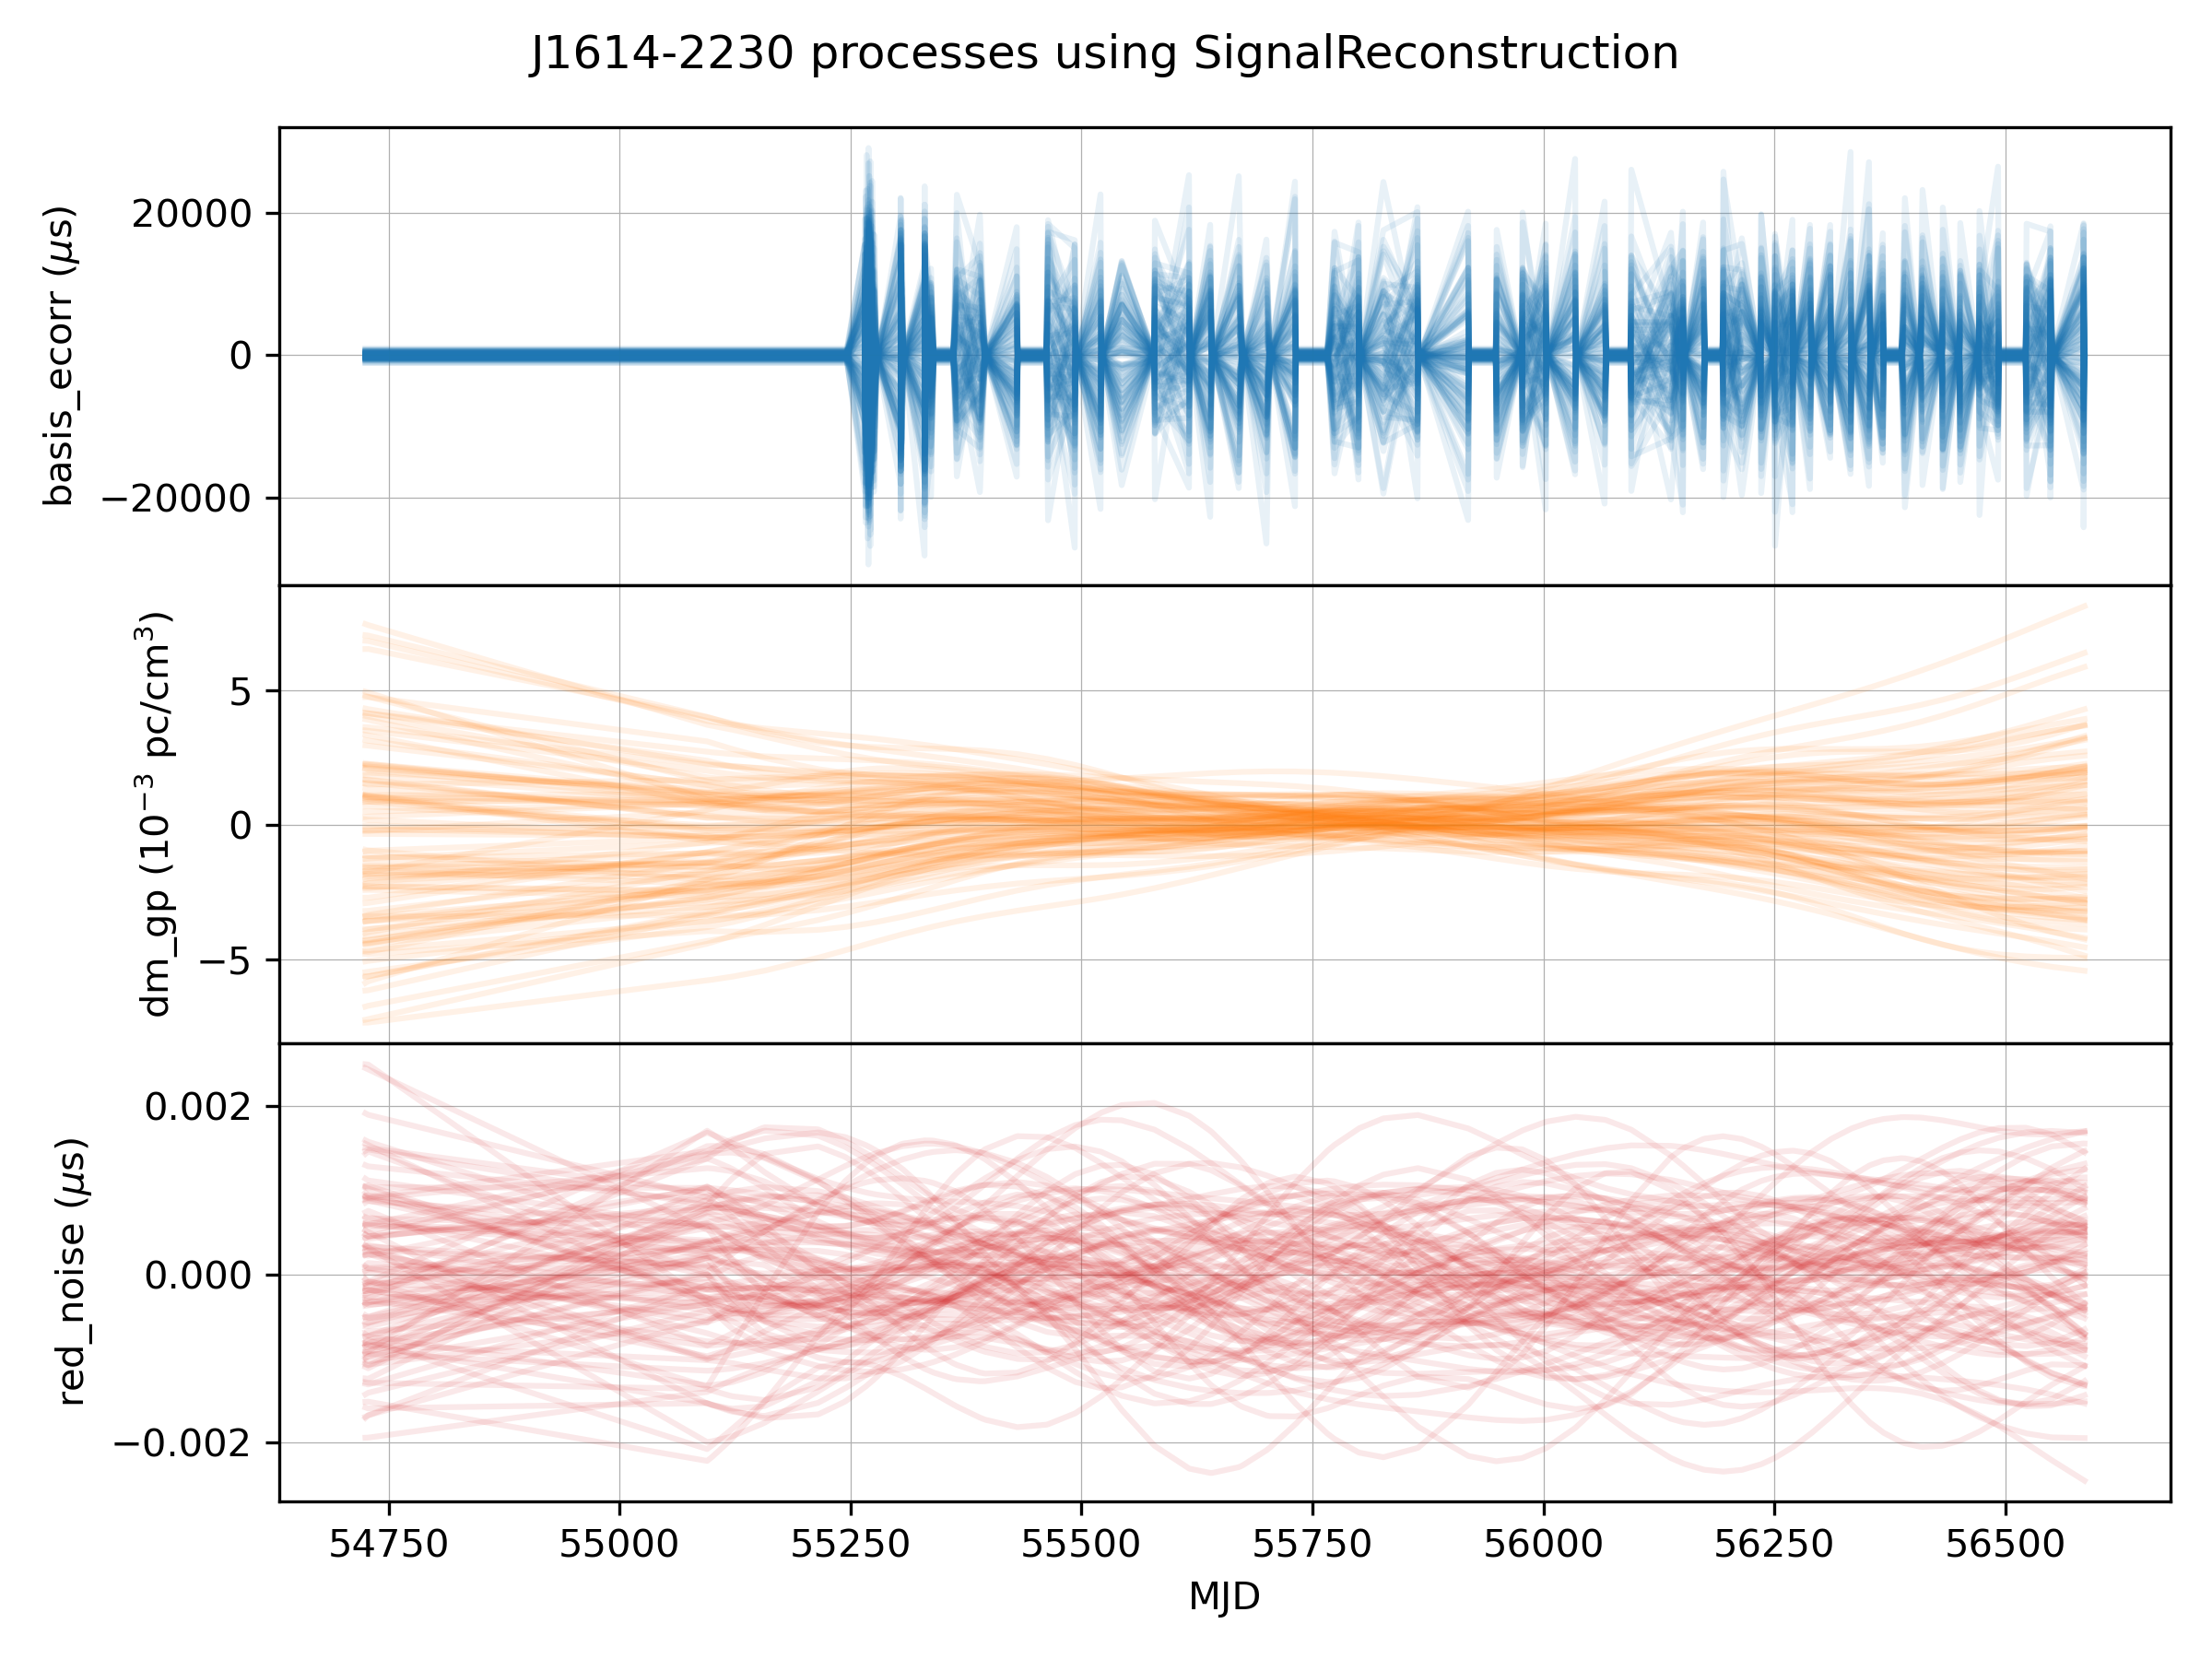 J1614-2230 processes using SignalReconstruction
basis_ecorr (μs)
20000
0
−20000
dm_gp (10⁻³ pc/cm³)
5
0
−5
red_noise (μs)
0.002
0.000
−0.002
54750 55000 55250 55500 55750 56000 56250 56500
MJD